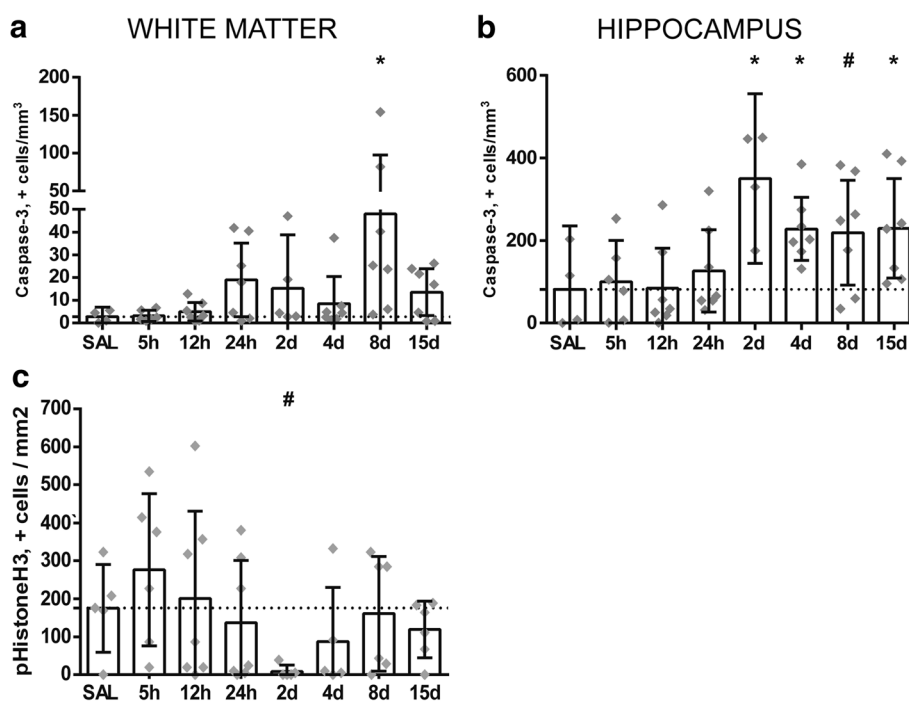 a WHITE MATTER
*
Caspase-3, + cells/mm³
200
150
100
50
50
40
30
20
10
0
SAL 5h 12h 24h 2d 4d 8d 15d
b HIPPOCAMPUS
* * # *
Caspase-3, + cells/mm³
600
400
200
0
SAL 5h 12h 24h 2d 4d 8d 15d
c
#
pHistoneH3, + cells / mm2
700
600
500
400
300
200
100
0
SAL 5h 12h 24h 2d 4d 8d 15d